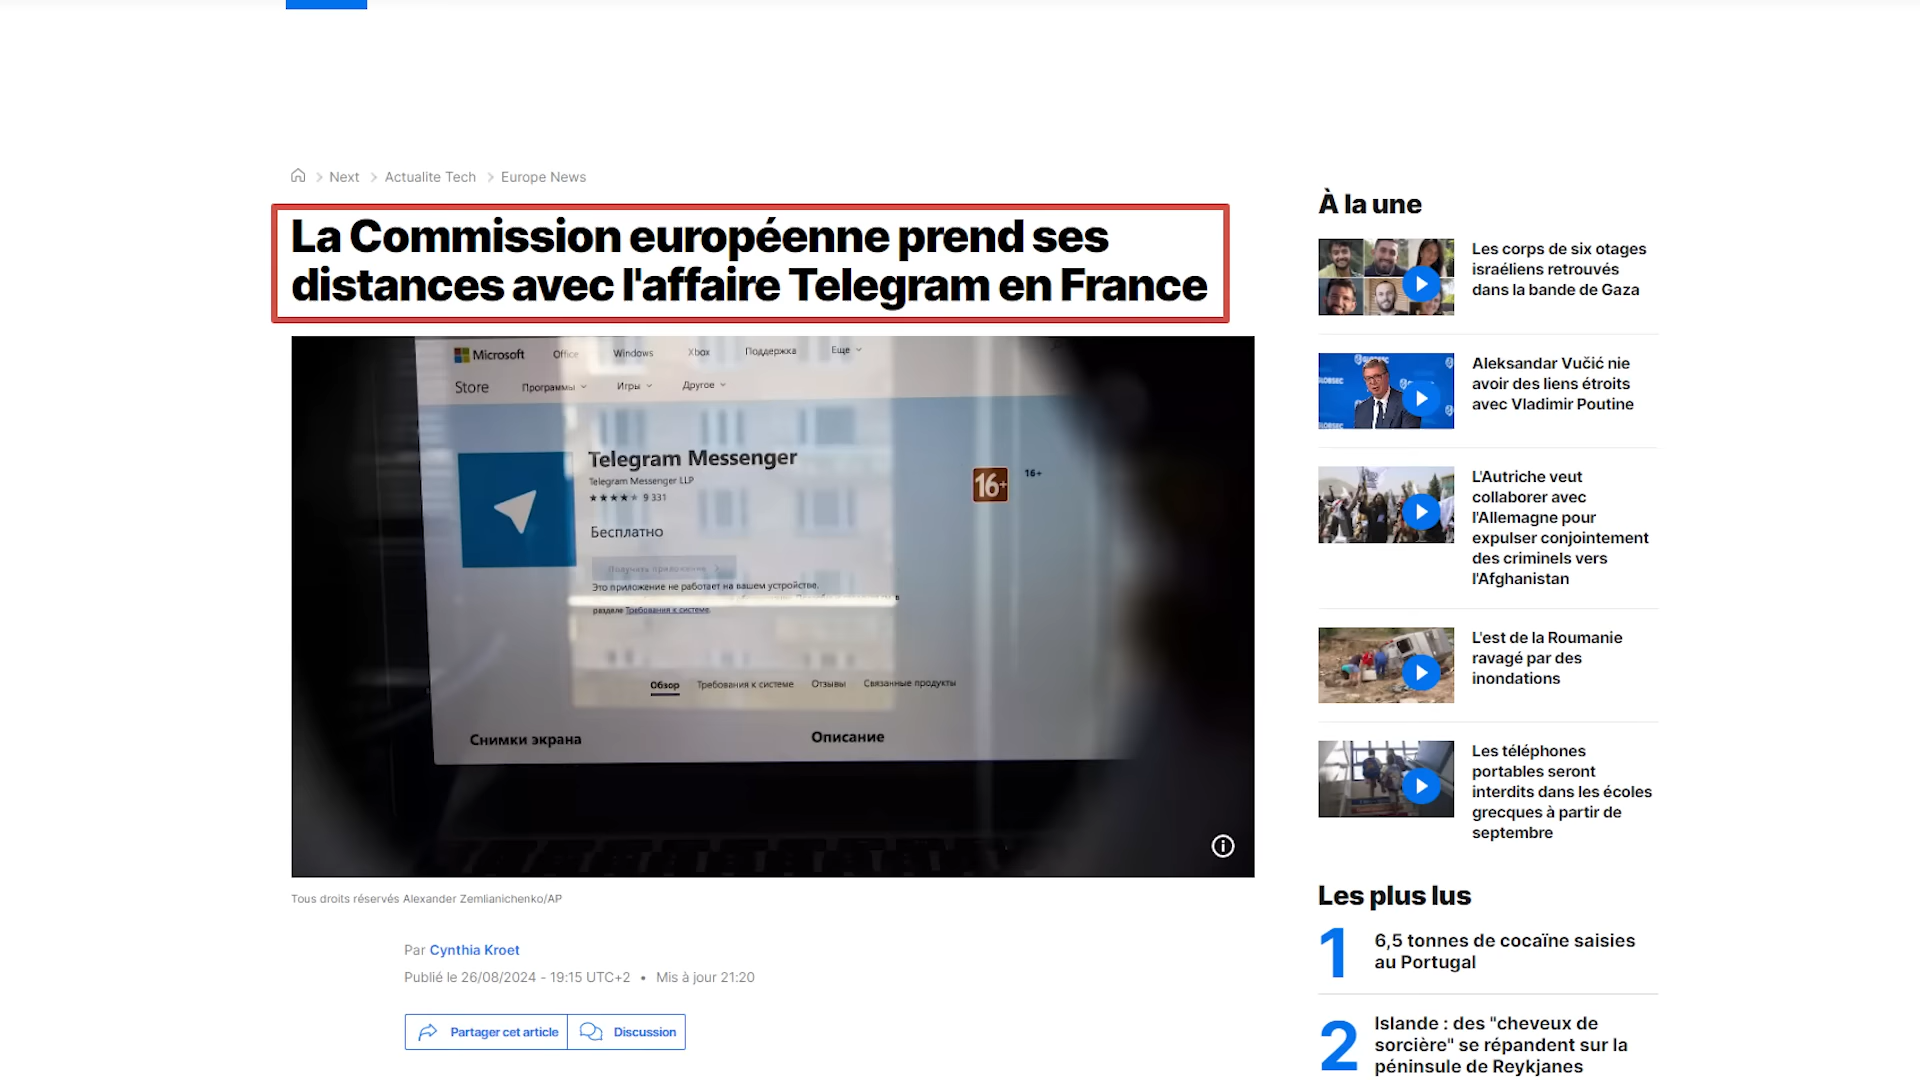 Next
Actualite Tech
Europe News
La Commission européenne prend ses
distances avec l'affaire Telegram en France
Microsoft Office Windows Xbox Поддержка Еще
Store Программы Игры Другое
Telegram Messenger
Telegram Messenger LLP
9 331
16+
16+
Бесплатно
Получить приложение
Это приложение не работает на вашем устройстве.
разделе Требования к системе.
Обзор Требования к системе Отзывы Связанные продукты
Снимки экрана Описание
Tous droits réservés Alexander Zemlianichenko/AP
Par Cynthia Kroet
Publié le 26/08/2024 - 19:15 UTC+2 • Mis à jour 21:20
Partager cet article
Discussion
À la une
Les corps de six otages
israéliens retrouvés
dans la bande de Gaza
GLOBSEC
Aleksandar Vučić nie
avoir des liens étroits
avec Vladimir Poutine
L'Autriche veut
collaborer avec
l'Allemagne pour
expulser conjointement
des criminels vers
l'Afghanistan
L'est de la Roumanie
ravagé par des
inondations
Les téléphones
portables seront
interdits dans les écoles
grecques à partir de
septembre
Les plus lus
1
6,5 tonnes de cocaïne saisies
au Portugal
2
Islande : des "cheveux de
sorcière" se répandent sur la
péninsule de Reykjanes